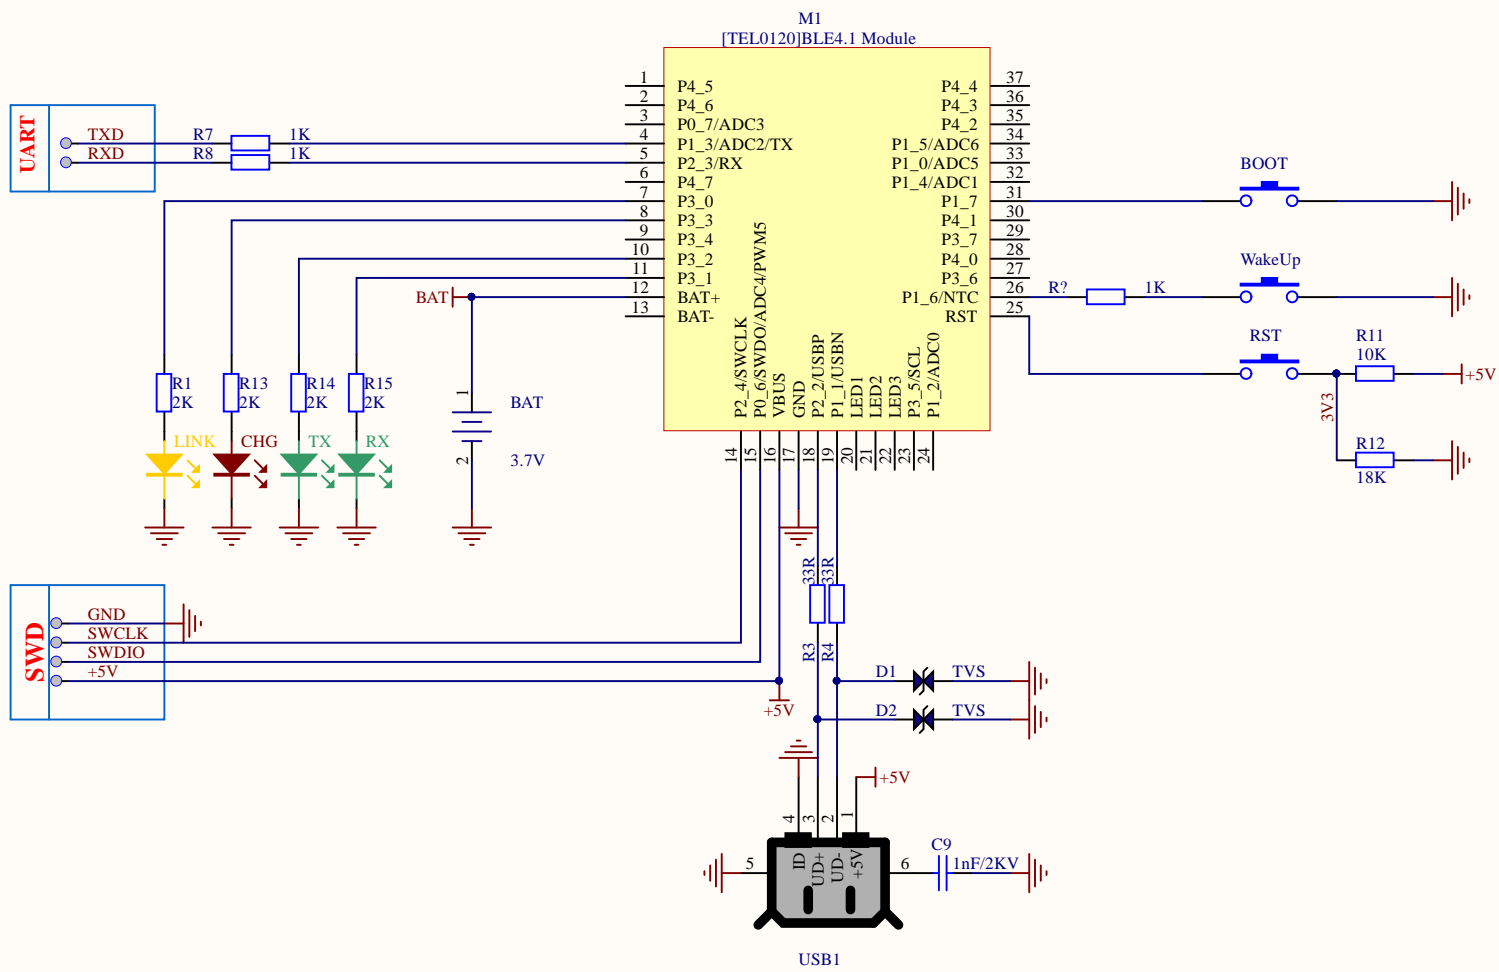 M1
[TEL0120]BLE4.1 Module
1 P4_5
2 P4_6
3 P0_7/ADC3
4 P1_3/ADC2/TX
5 P2_3/RX
6 P4_7
7 P3_0
8 P3_3
9 P3_4
10 P3_2
11 P3_1
12 BAT+
13 BAT-
P4_4 37
P4_3 36
P4_2 35
P1_5/ADC6 34
P1_0/ADC5 33
P1_4/ADC1 32
P1_7 31
P4_1 30
P3_7 29
P4_0 28
P3_6 27
P1_6/NTC 26
RST 25
P2_4/SWCLK 14
P0_6/SWDO/ADC4/PWM5 15
VBUS 16
GND 17
P2_2/USBP 18
P1_1/USBN 19
LED1 20
LED2 21
LED3 22
P3_5/SCL 23
P1_2/ADC0 24
UART
TXD R7 1K
RXD R8 1K
BOOT
WakeUp
R? 1K
RST
R11
10K
+5V
3V3
R12
18K
BAT
R1
2K
R13
2K
R14
2K
R15
2K
LINK
CHG
TX
RX
1
BAT
2
3.7V
SWD
GND
SWCLK
SWDIO
+5V
+5V
33R
33R
R3
R4
D1 TVS
D2 TVS
+5V
4
3
2
1
ID
UD+
UD-
+5V
5
6
C9
1nF/2KV
USB1